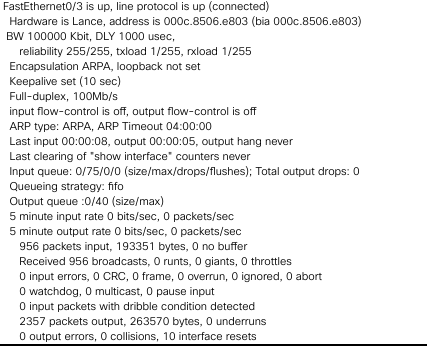 FastEthernet0/3 is up, line protocol is up (connected)
Hardware is Lance, address is 000c.8506.e803 (bia 000c.8506.e803)
BW 100000 Kbit, DLY 1000 usec,
reliability 255/255, txload 1/255, rxload 1/255
Encapsulation ARPA, loopback not set
Keepalive set (10 sec)
Full-duplex, 100Mb/s
input flow-control is off, output flow-control is off
ARP type: ARPA, ARP Timeout 04:00:00
Last input 00:00:08, output 00:00:05, output hang never
Last clearing of "show interface" counters never
Input queue: 0/75/0/0 (size/max/drops/flushes); Total output drops: 0
Queueing strategy: fifo
Output queue :0/40 (size/max)
5 minute input rate 0 bits/sec, 0 packets/sec
5 minute output rate 0 bits/sec, 0 packets/sec
956 packets input, 193351 bytes, 0 no buffer
Received 956 broadcasts, 0 runts, 0 giants, 0 throttles
0 input errors, 0 CRC, 0 frame, 0 overrun, 0 ignored, 0 abort
0 watchdog, 0 multicast, 0 pause input
0 input packets with dribble condition detected
2357 packets output, 263570 bytes, 0 underruns
0 output errors, 0 collisions, 10 interface resets